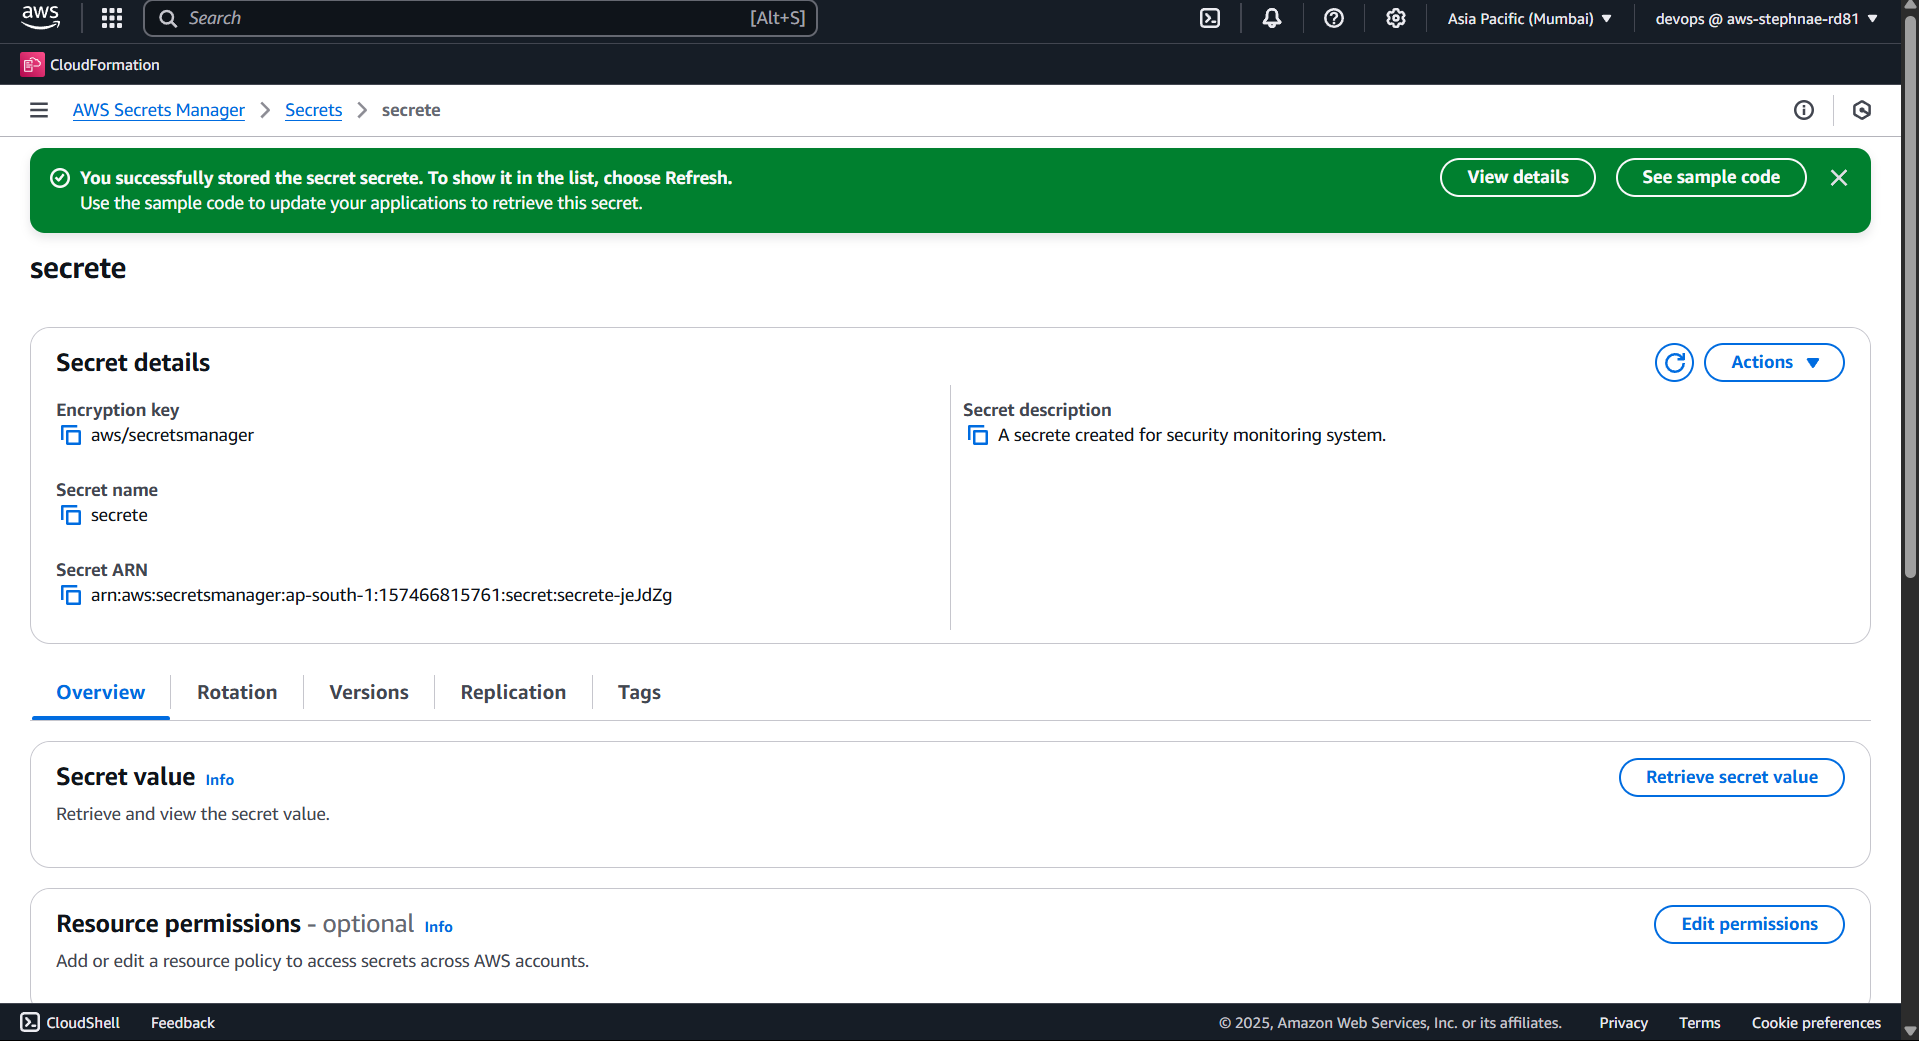 aws
Search [Alt+S]
Asia Pacific (Mumbai)
devops @ aws-stephnae-rd81
CloudFormation
AWS Secrets Manager
Secrets
secrete
You successfully stored the secret secrete. To show it in the list, choose Refresh.
Use the sample code to update your applications to retrieve this secret.
View details
See sample code
secrete
Secret details
Actions
Encryption key
aws/secretsmanager
Secret name
secrete
Secret ARN
arn:aws:secretsmanager:ap-south-1:157466815761:secret:secrete-jeJdZg
Secret description
A secrete created for security monitoring system.
Overview
Rotation
Versions
Replication
Tags
Secret value Info
Retrieve and view the secret value.
Retrieve secret value
Resource permissions - optional Info
Add or edit a resource policy to access secrets across AWS accounts.
Edit permissions
CloudShell
Feedback
© 2025, Amazon Web Services, Inc. or its affiliates.
Privacy
Terms
Cookie preferences